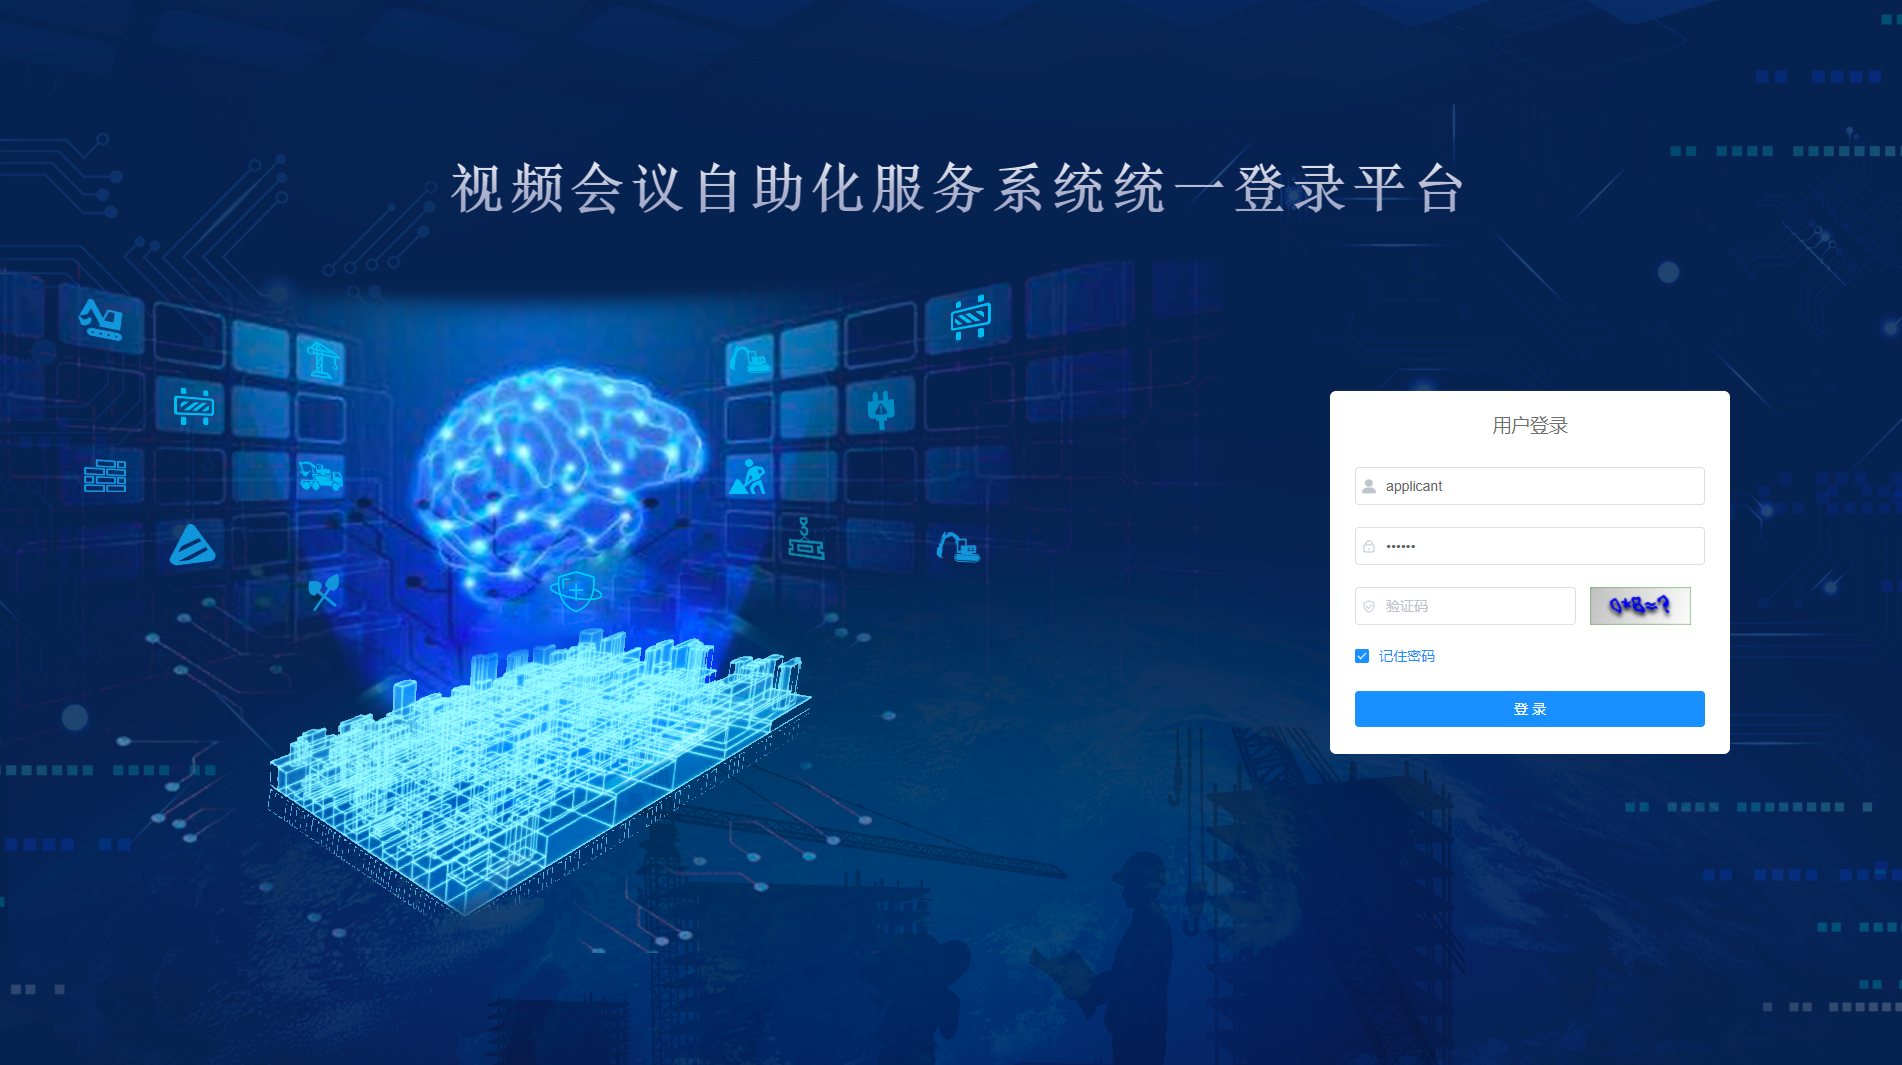 视频会议自助化服务系统统一登录平台
用户登录
applicant
••••••
验证码
0*8=?
记住密码
登 录